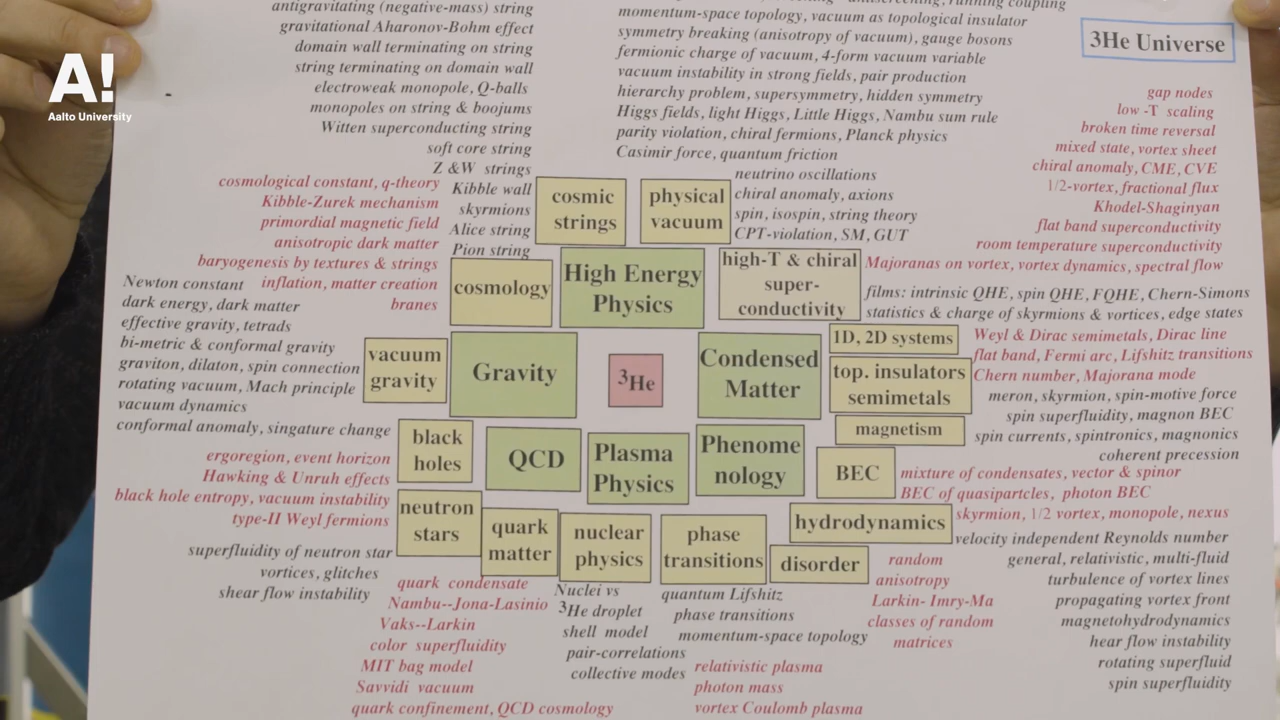 antigravitating (negative-mass) string
gravitational Aharonov-Bohm effect
domain wall terminating on string
string terminating on domain wall
electroweak monopole, Q-balls
monopoles on string & boojums
Witten superconducting string
soft core string
Z &W strings
Kibble wall
skyrmions
Alice string
Pion string
running coupling
momentum-space topology, vacuum as topological insulator
symmetry breaking (anisotropy of vacuum), gauge bosons
fermionic charge of vacuum, 4-form vacuum variable
vacuum instability in strong fields, pair production
hierarchy problem, supersymmetry, hidden symmetry
Higgs fields, light Higgs, Little Higgs, Nambu sum rule
parity violation, chiral fermions, Planck physics
Casimir force, quantum friction
neutrino oscillations
chiral anomaly, axions
spin, isospin, string theory
CPT-violation, SM, GUT
3He Universe
A!
Aalto University
gap nodes
low -T scaling
broken time reversal
mixed state, vortex sheet
chiral anomaly, CME, CVE
1/2-vortex, fractional flux
Khodel-Shaginyan
flat band superconductivity
room temperature superconductivity
Majoranas on vortex, vortex dynamics, spectral flow
films: intrinsic QHE, spin QHE, FQHE, Chern-Simons
statistics & charge of skyrmions & vortices, edge states
cosmological constant, q-theory
Kibble-Zurek mechanism
primordial magnetic field
anisotropic dark matter
baryogenesis by textures & strings
inflation, matter creation
branes
cosmic
strings
physical
vacuum
cosmology
High Energy
Physics
high-T & chiral
super-
conductivity
Newton constant
dark energy, dark matter
effective gravity, tetrads
bi-metric & conformal gravity
graviton, dilaton, spin connection
rotating vacuum, Mach principle
vacuum dynamics
conformal anomaly, singature change
vacuum
gravity
Gravity
3He
Condensed
Matter
1D, 2D systems
top. insulators
semimetals
magnetism
Weyl & Dirac semimetals, Dirac line
flat band, Fermi arc, Lifshitz transitions
Chern number, Majorana mode
meron, skyrmion, spin-motive force
spin superfluidity, magnon BEC
spin currents, spintronics, magnonics
coherent precession
ergoregion, event horizon
Hawking & Unruh effects
black hole entropy, vacuum instability
type-II Weyl fermions
black
holes
QCD
Plasma
Physics
Phenome
nology
BEC
mixture of condensates, vector & spinor
BEC of quasipartcles, photon BEC
skyrmion, 1/2 vortex, monopole, nexus
neutron
stars
quark
matter
nuclear
physics
phase
transitions
hydrodynamics
disorder
superfluidity of neutron star
vortices, glitches
shear flow instability
quark condensate
Nambu--Jona-Lasinio
Vaks--Larkin
color superfluidity
MIT bag model
Savvidi vacuum
quark confinement, QCD cosmology
Nuclei vs
3He droplet
shell model
pair-correlations
collective modes
quantum Lifshitz
phase transitions
momentum-space topology
relativistic plasma
photon mass
vortex Coulomb plasma
random
anisotropy
Larkin- Imry-Ma
classes of random
matrices
velocity independent Reynolds number
general, relativistic, multi-fluid
turbulence of vortex lines
propagating vortex front
magnetohydrodynamics
hear flow instability
rotating superfluid
spin superfluidity